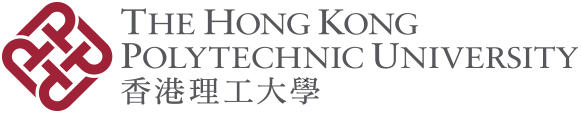 The Hong Kong
Polytechnic University
香港理工大學